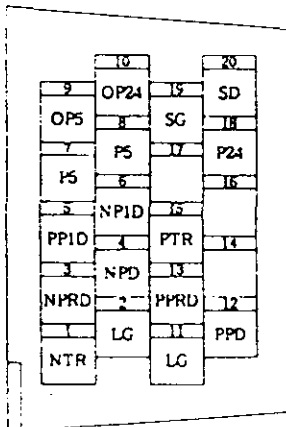 10
20
9
OP24
19
SD
OP5
8
SG
18
7
P5
17
P24
P5
6
16
5
NP1D
15
PP1D
4
PTR
14
3
NPD
13
NPRD
2
PPRD
12
1
LG
11
PPD
NTR
LG